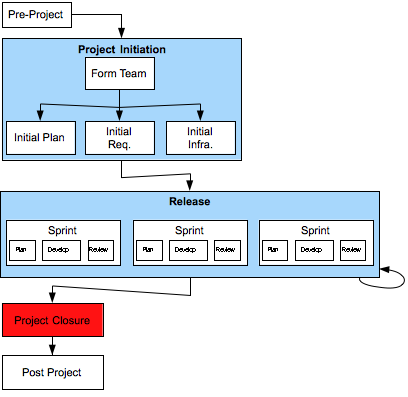 Pre-Project
Project Initiation
Form Team
Initial Plan
Initial
Req.
Initial
Infra.
Release
Sprint
Plan
Develop
Review
Sprint
Plan
Develop
Review
Sprint
Plan
Develop
Review
Project Closure
Post Project